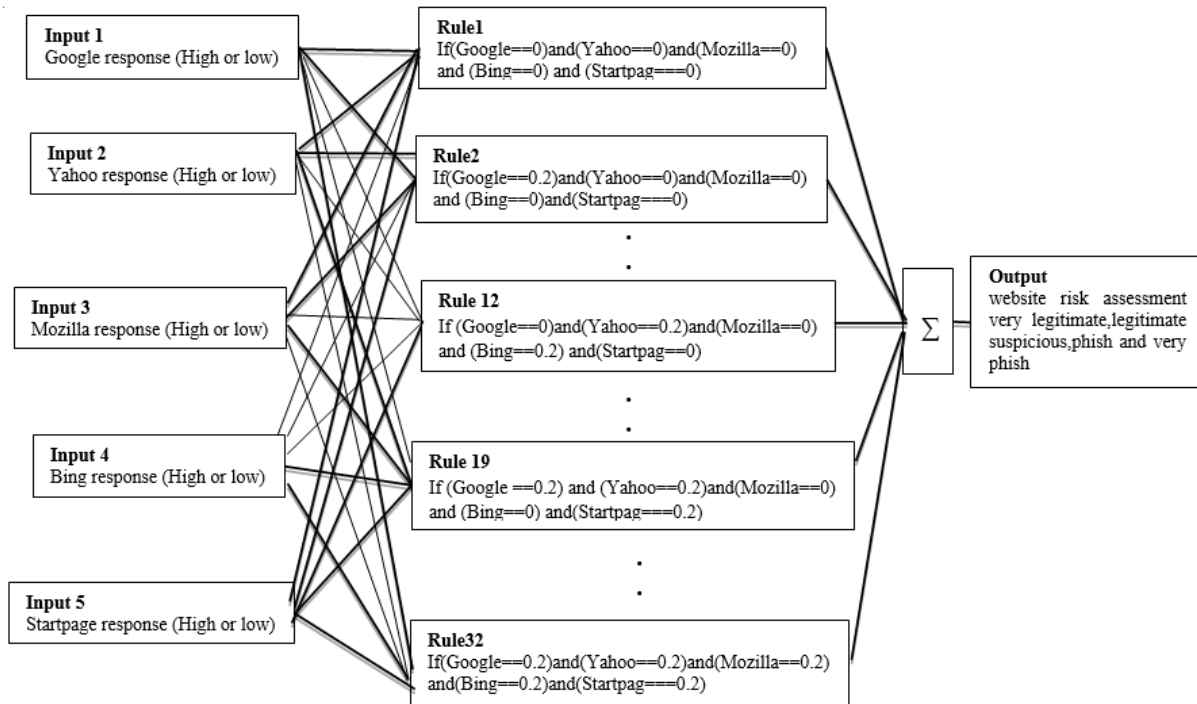 Input 1
Google response (High or low)
Input 2
Yahoo response (High or low)
Input 3
Mozilla response (High or low)
Input 4
Bing response (High or low)
Input 5
Startpage response (High or low)
Rule1
If(Google==0)and(Yahoo==0)and(Mozilla==0)
and (Bing==0) and (Startpag===0)
Rule2
If(Google==0.2)and(Yahoo==0)and(Mozilla==0)
and (Bing==0)and(Startpag===0)
Rule 12
If (Google==0)and(Yahoo==0.2)and(Mozilla==0)
and (Bing==0.2) and(Startpag==0)
Rule 19
If (Google ==0.2) and (Yahoo==0.2)and(Mozilla==0)
and (Bing==0) and(Startpag===0.2)
Rule32
If(Google==0.2)and(Yahoo==0.2)and(Mozilla==0.2)
and(Bing==0.2)and(Startpag===0.2)
Σ
Output
website risk assessment
very legitimate,legitimate
suspicious,phish and very
phish